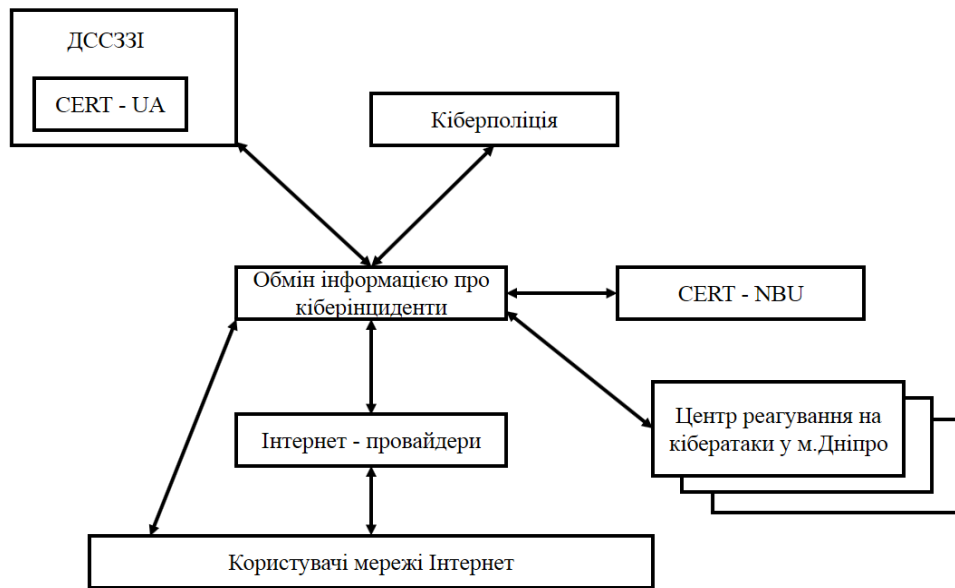 ДССЗЗІ
CERT - UA
Кіберполіція
Обмін інформацією про
кіберінциденти
CERT - NBU
Центр реагування на
кібератаки у м.Дніпро
Інтернет - провайдери
Користувачі мережі Інтернет